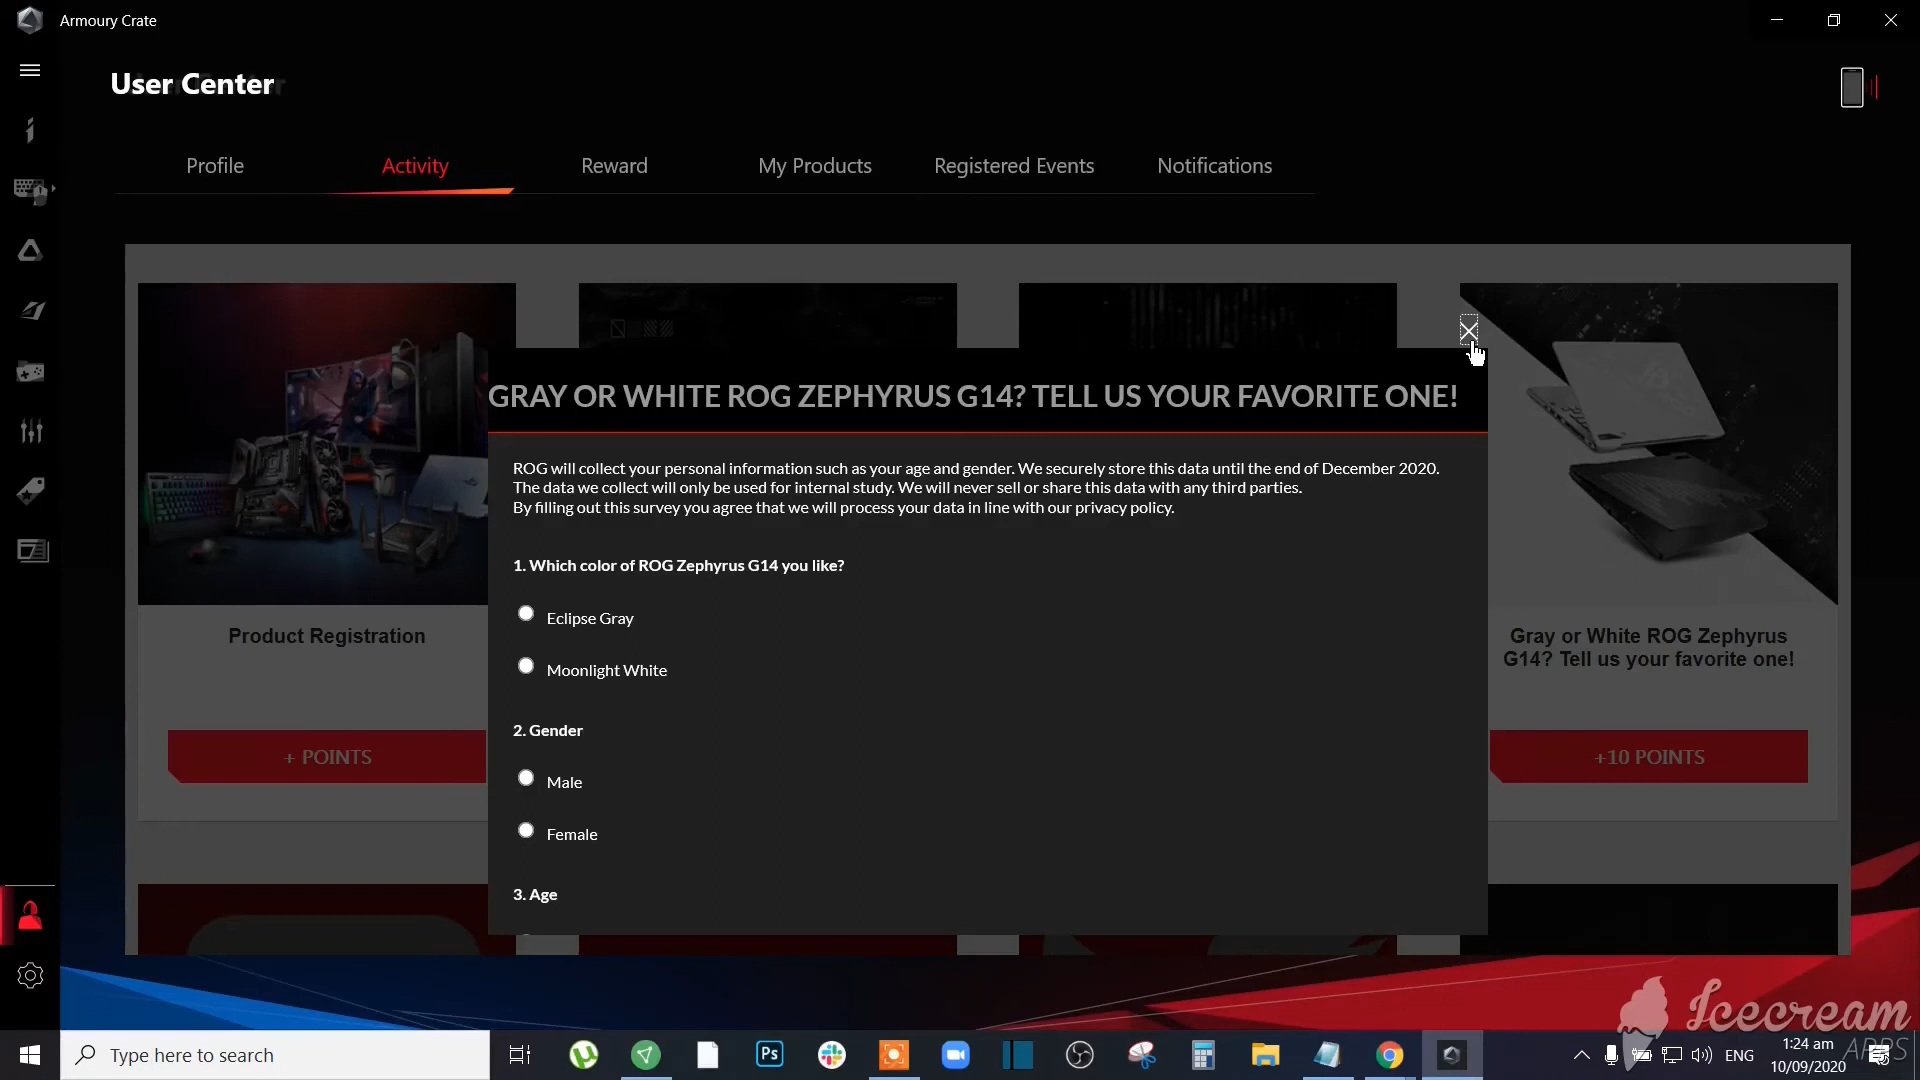 Armoury Crate
User Center
Profile
Activity
Reward
My Products
Registered Events
Notifications
GRAY OR WHITE ROG ZEPHYRUS G14? TELL US YOUR FAVORITE ONE!
ROG will collect your personal information such as your age and gender. We securely store this data until the end of December 2020.
The data we collect will only be used for internal study. We will never sell or share this data with any third parties.
By filling out this survey you agree that we will process your data in line with our privacy policy.
1. Which color of ROG Zephyrus G14 you like?
Eclipse Gray
Moonlight White
2. Gender
Male
Female
3. Age
Product Registration
+ POINTS
Gray or White ROG Zephyrus
G14? Tell us your favorite one!
+10 POINTS
Icecream
APPS
Type here to search
Ps
ENG
1:24 am
10/09/2020